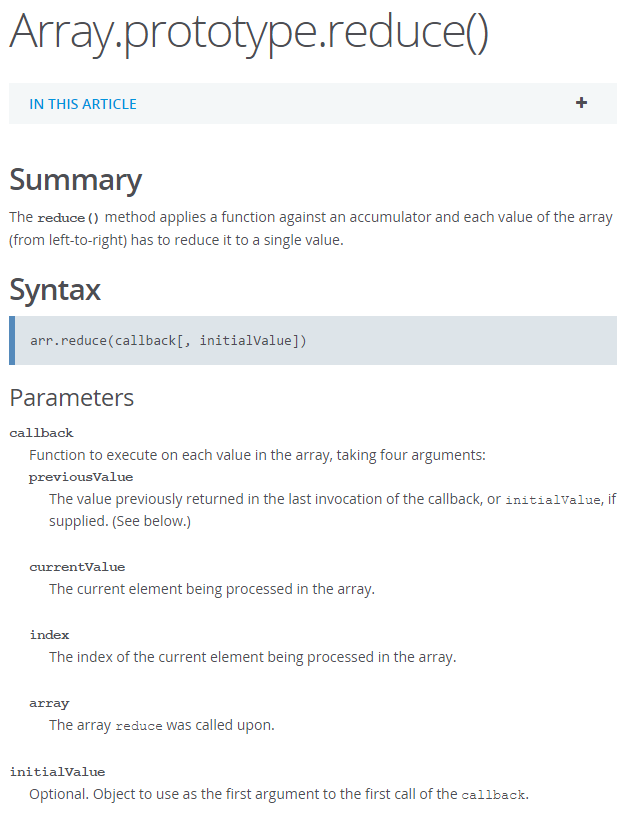 Array.prototype.reduce()
IN THIS ARTICLE +
Summary
The reduce() method applies a function against an accumulator and each value of the array
(from left-to-right) has to reduce it to a single value.
Syntax
arr.reduce(callback[, initialValue])
Parameters
callback
Function to execute on each value in the array, taking four arguments:
previousValue
The value previously returned in the last invocation of the callback, or initialValue, if
supplied. (See below.)
currentValue
The current element being processed in the array.
index
The index of the current element being processed in the array.
array
The array reduce was called upon.
initialValue
Optional. Object to use as the first argument to the first call of the callback.